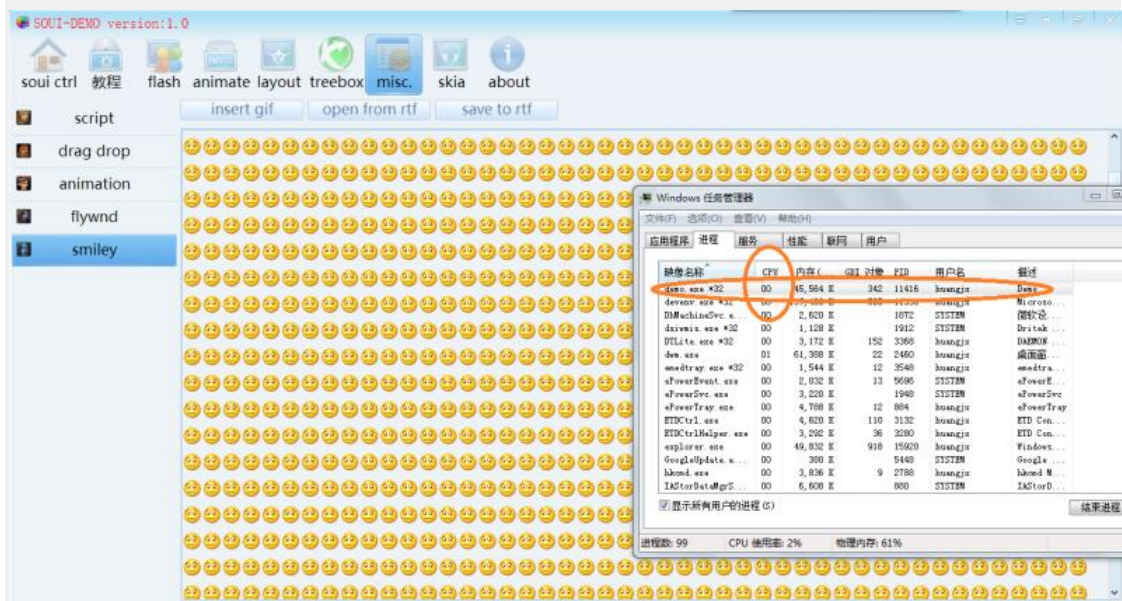 SOUI-DEMO version:1.0
soui ctrl 教程 flash animate layout treebox misc. skia about
insert gif open from rtf save to rtf
script
drag drop
animation
flywnd
smiley
Windows 任务管理器
文件(F) 选项(O) 查看(V) 帮助(H)
应用程序 进程 服务 性能 联网 用户
映像名称 CPU 内存(... GDI 对象 PID 用户名 描述
demo.exe *32 00 45,564 K 342 11416 huangjx Demo
devenv.exe *32 00 huangjx Microso...
DhMachineSvc.e... 00 2,620 K 1872 SYSTEM 微软设...
dsiwmis.exe *32 00 1,128 K 1912 SYSTEM Dritek ...
DTLite.exe *32 00 3,172 K 152 3368 huangjx DAEMON ...
dwm.exe 01 61,388 K 22 2460 huangjx 桌面窗...
emedtray.exe *32 00 1,544 K 12 3548 huangjx emedtra...
ePowerEvent.exe 00 2,032 K 13 5696 SYSTEM ePowerE...
ePowerSvc.exe 00 3,220 K 1948 SYSTEM ePowerSvc
ePowerTray.exe 00 4,788 K 12 884 huangjx ePowerTray
ETDCtrl.exe 00 4,620 K 110 3132 huangjx ETD Con...
ETDCtrlHelper.exe 00 3,292 K 36 3280 huangjx ETD Con...
explorer.exe 00 49,832 K 918 15920 huangjx Windows...
GoogleUpdate.e... 00 380 K 5448 SYSTEM Google ...
hkcmd.exe 00 3,836 K 9 2788 huangjx hkcmd M...
IAStorDataMgrS... 00 6,608 K 880 SYSTEM IAStorD...
显示所有用户的进程(S) 结束进程
进程数: 99 CPU 使用率: 2% 物理内存: 61%